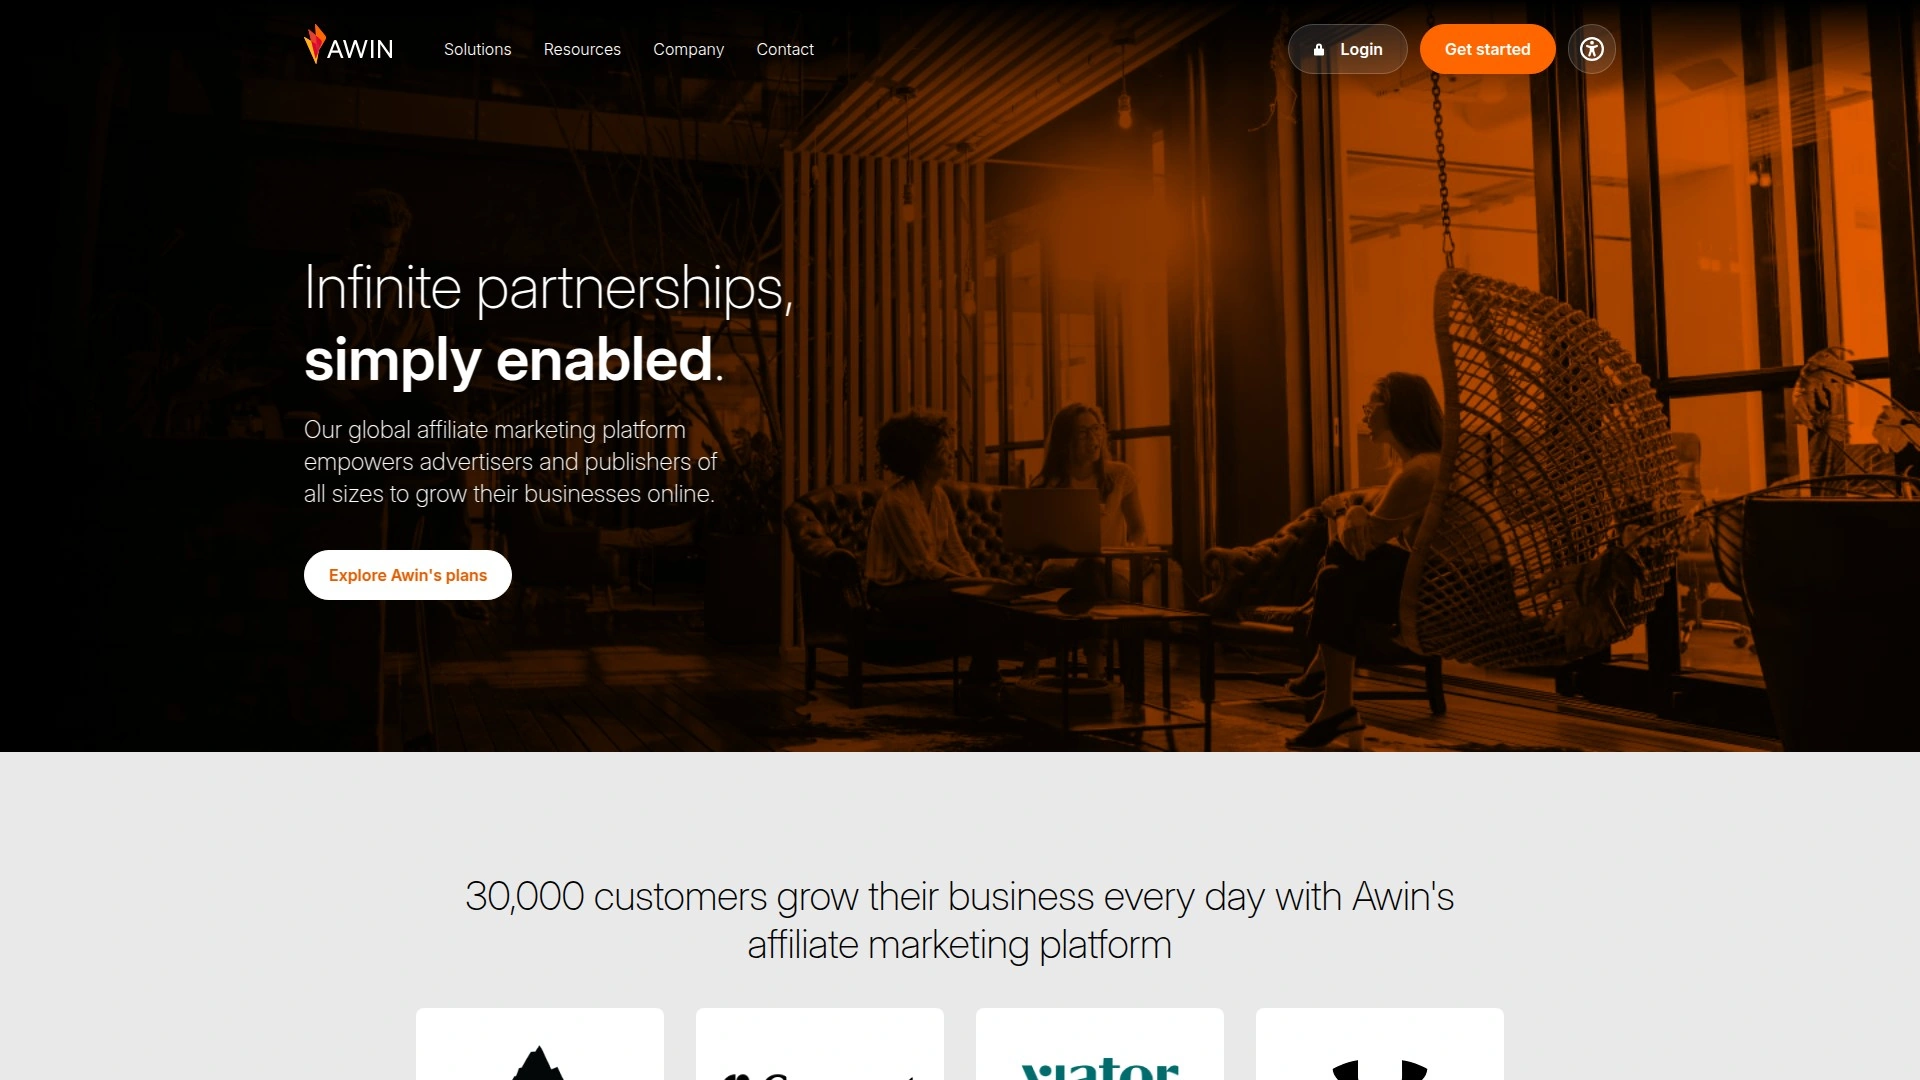 AWIN
Solutions
Resources
Company
Contact
Login
Get started
Infinite partnerships,
simply enabled.
Our global affiliate marketing platform
empowers advertisers and publishers of
all sizes to grow their businesses online.
Explore Awin's plans
30,000 customers grow their business every day with Awin's
affiliate marketing platform
viator